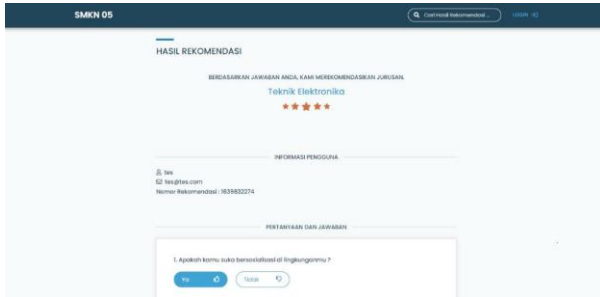 SMKN 05
Cari Hasil Rekomendasi ..
LOGIN
HASIL REKOMENDASI
BERDASARKAN JAWABAN ANDA, KAMI MEREKOMENDASIKAN JURUSAN.
Teknik Elektronika
INFORMASI PENGGUNA
tes
tes@tes.com
Nomor Rekomendasi : 1639832274
PERTANYAAN DAN JAWABAN
1. Apakah kamu suka bersosialisasi di lingkunganmu ?
Ya
Tidak